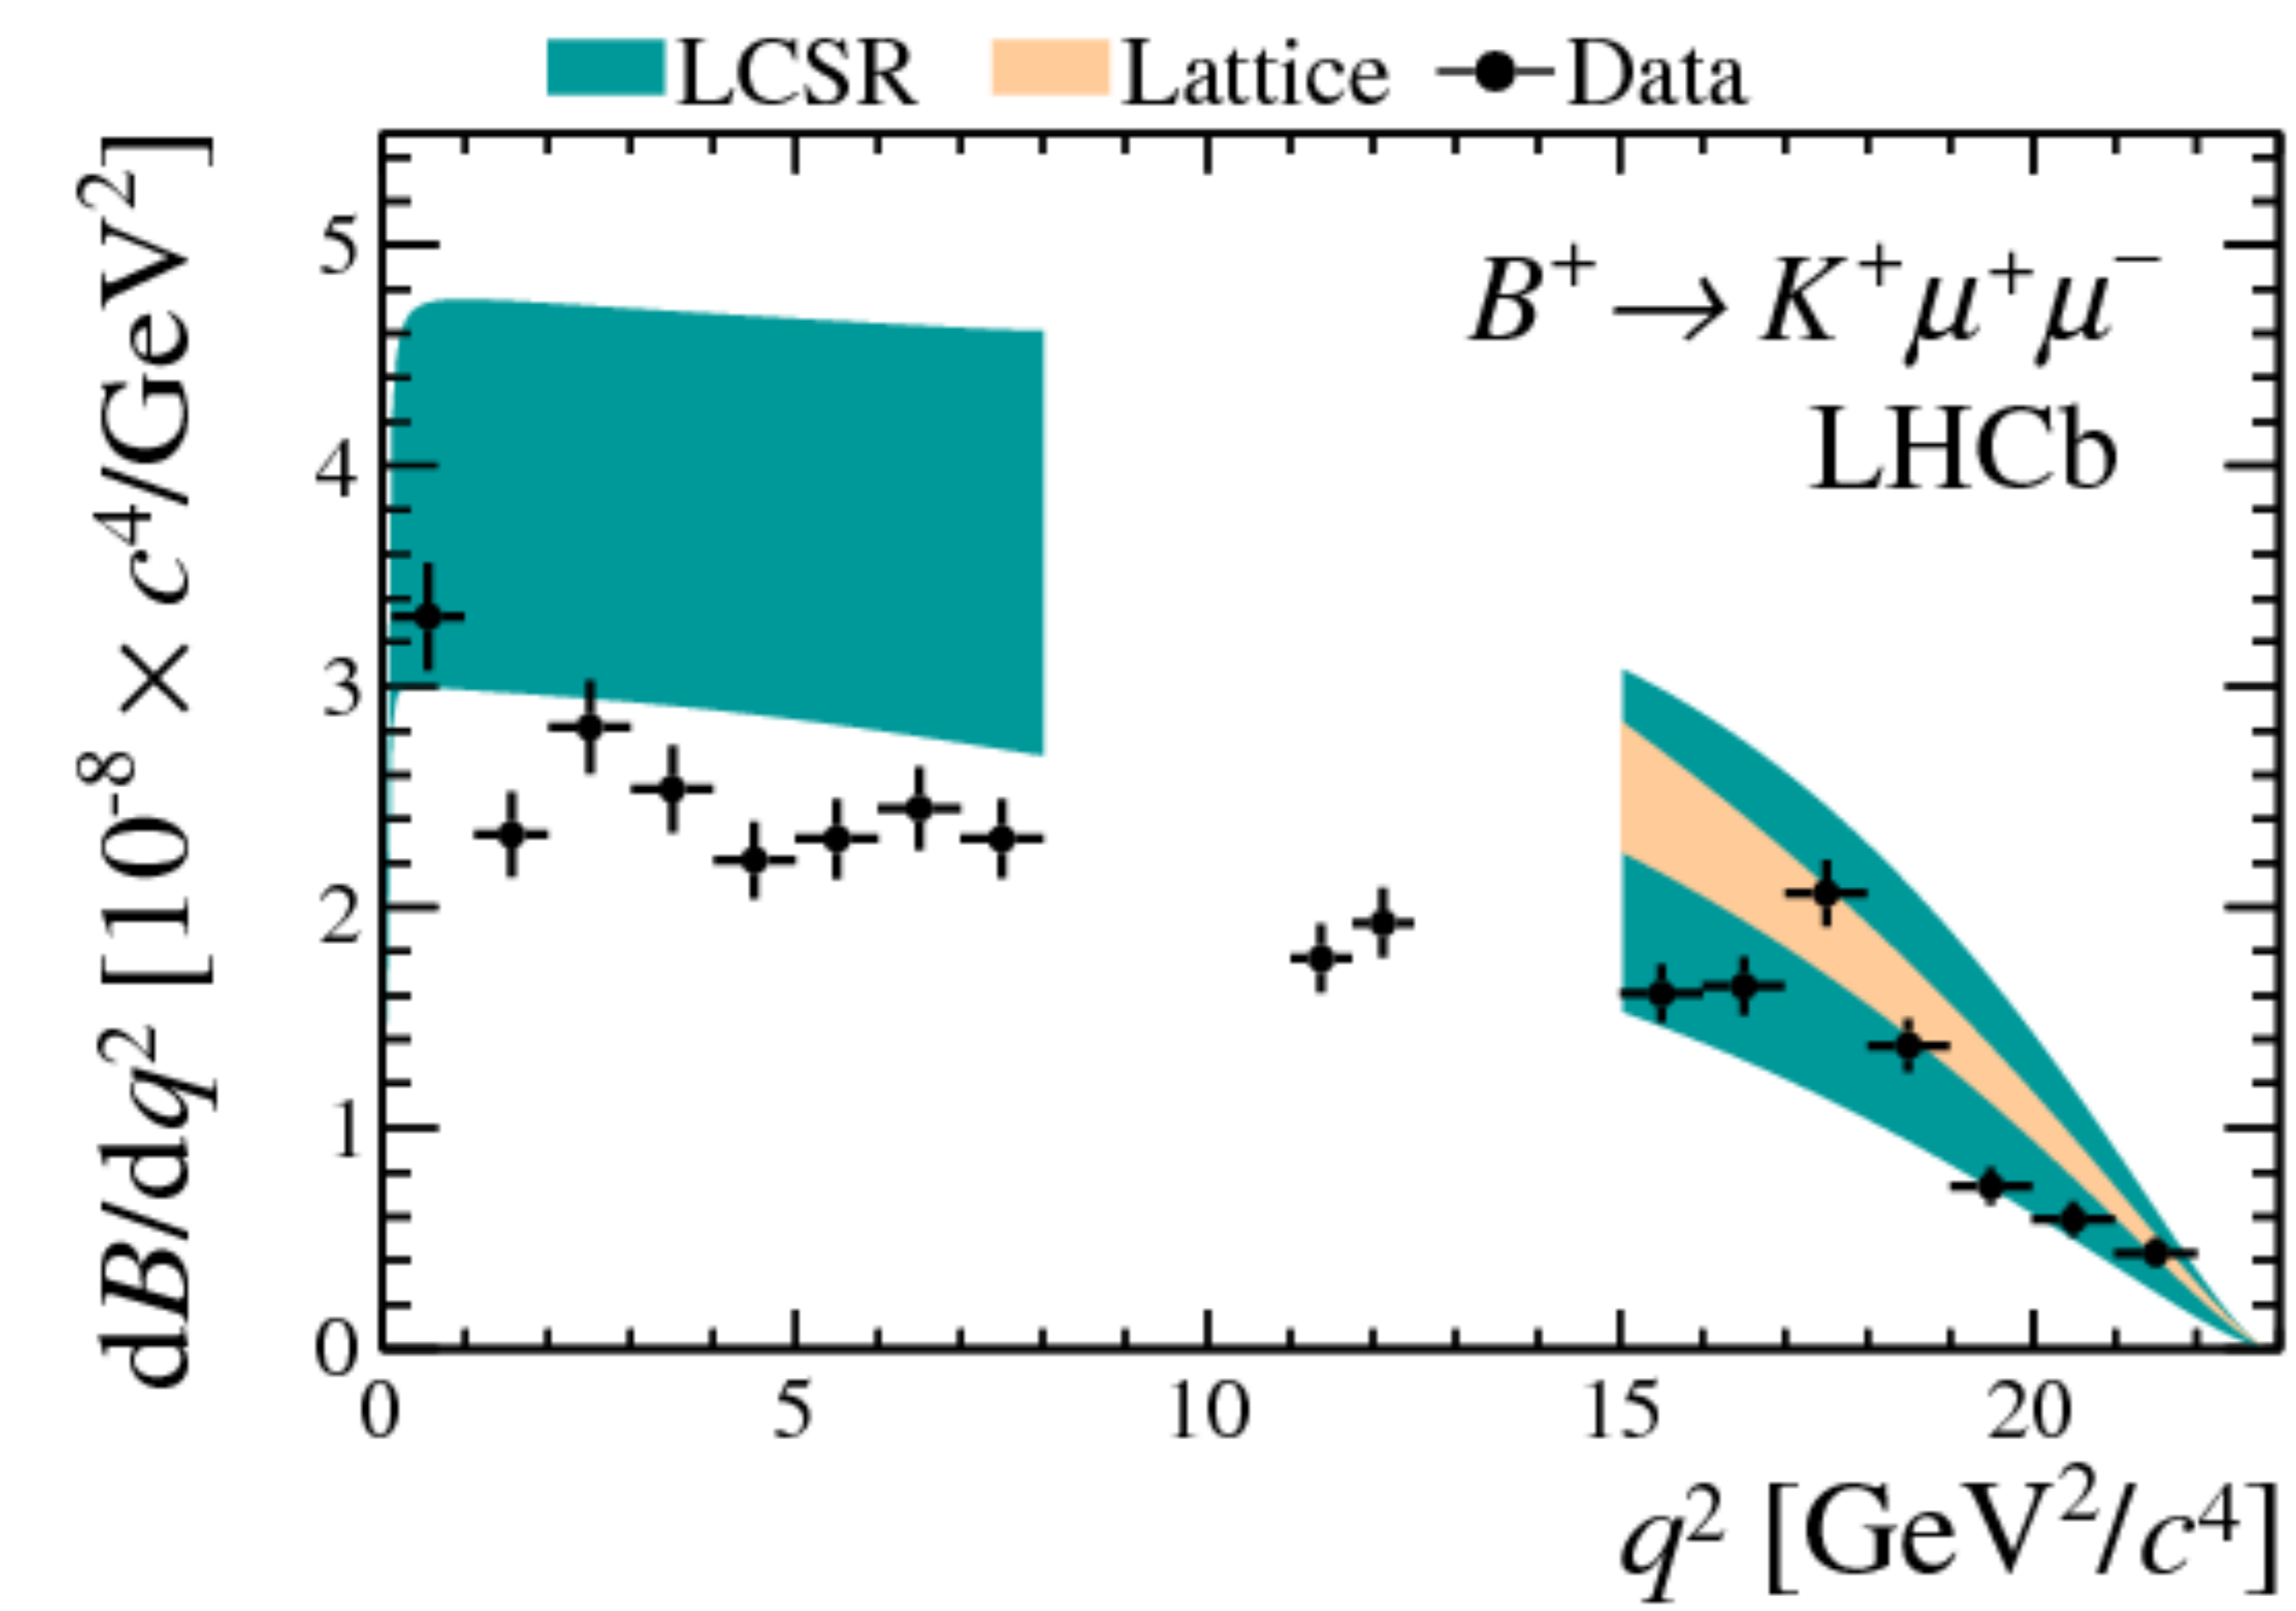 LCSR Lattice Data
dB/dq² [10⁻⁸ × c⁴/GeV²]
B⁺ → K⁺μ⁺μ⁻
LHCb
5
4
3
2
1
0
0 5 10 15 20
q² [GeV²/c⁴]